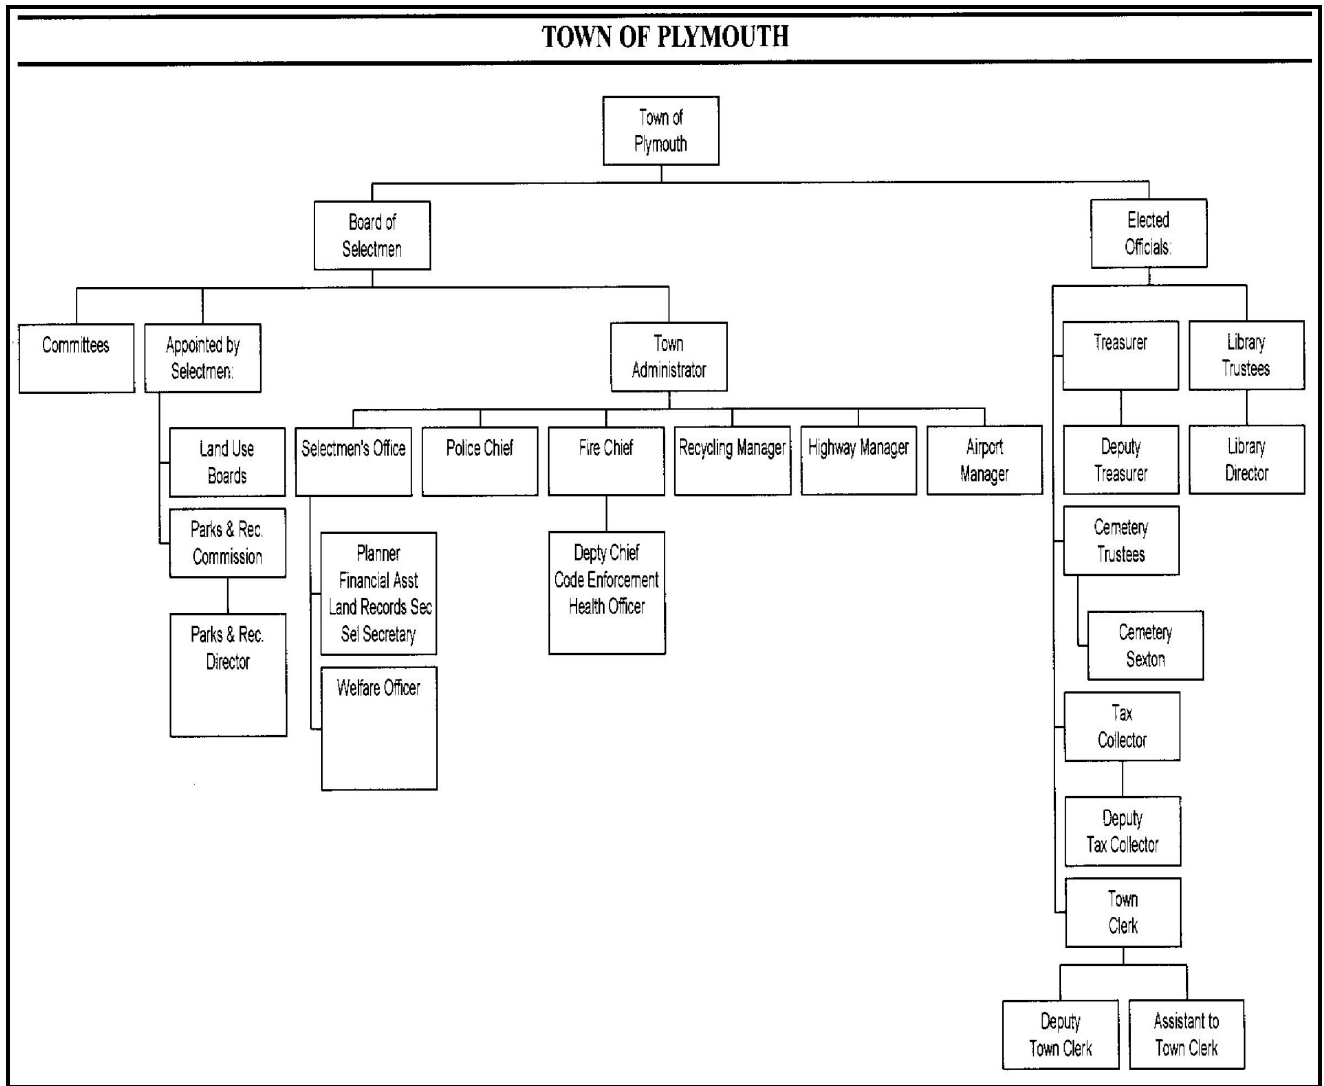 TOWN OF PLYMOUTH
Town of
Plymouth
Board of
Selectmen
Elected
Officials:
Committees
Appointed by
Selectmen:
Town
Administrator
Treasurer
Library
Trustees
Land Use
Boards
Selectmen's Office
Police Chief
Fire Chief
Recycling Manager
Highway Manager
Airport
Manager
Deputy
Treasurer
Library
Director
Parks & Rec.
Commission
Planner
Financial Asst
Land Records Sec
Sel Secretary
Depty Chief
Code Enforcement
Health Officer
Cemetery
Trustees
Parks & Rec.
Director
Cemetery
Sexton
Welfare Officer
Tax
Collector
Deputy
Tax Collector
Town
Clerk
Deputy
Town Clerk
Assistant to
Town Clerk